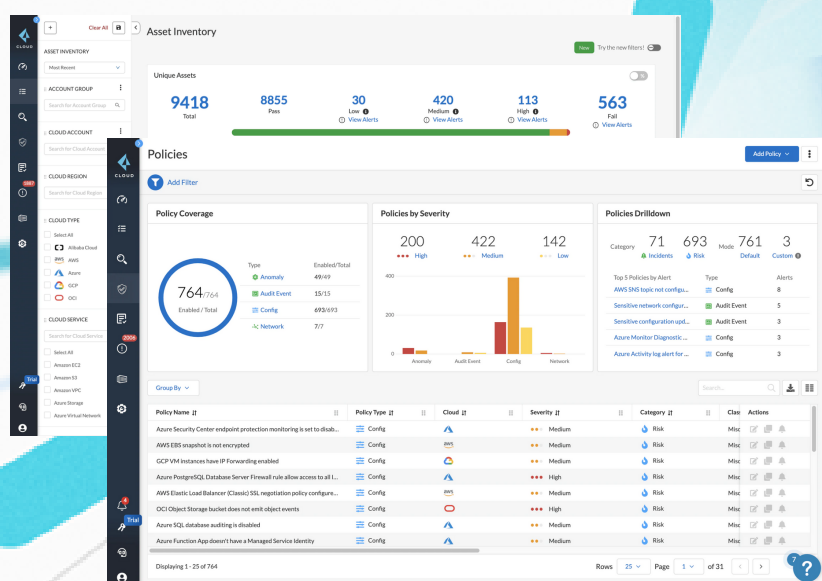 + Clear All
CLOUD
ASSET INVENTORY
Most Recent
ACCOUNT GROUP
Search for Account Group
CLOUD ACCOUNT
Search for Cloud Account
CLOUD REGION
Search for Cloud Region
CLOUD TYPE
Select All
Alibaba Cloud
aws AWS
Azure
GCP
OCI
CLOUD SERVICE
Search for Cloud Service
Select All
Amazon EC2
Amazon S3
Amazon VPC
Azure Storage
Azure Virtual Network
Trial
Asset Inventory
New Try the new filters!
Unique Assets
9418 8855 30 420 113 563
Total Pass Low Medium High Fail
View Alerts View Alerts View Alerts View Alerts
CLOUD
2006
4
Trial
Policies
Add Policy
Add Filter
Policy Coverage
764/764
Enabled / Total
Type Enabled/Total
Anomaly 49/49
Audit Event 15/15
Config 693/693
Network 7/7
Policies by Severity
200 422 142
High Medium Low
400
200
0
Anomaly Audit Event Config Network
Policies Drilldown
Category 71 693 Mode 761 3
Incidents Risk Default Custom
Top 5 Policies by Alert Type Alerts
AWS SNS topic not configu... Config 8
Sensitive network configur... Audit Event 5
Sensitive configuration upd... Audit Event 3
Azure Monitor Diagnostic ... Config 3
Azure Activity log alert for ... Config 3
Group By
Search...
Policy Name Policy Type Cloud Severity Category Clas Actions
Azure Security Center endpoint protection monitoring is set to disab... Config Medium Risk Misc
AWS EBS snapshot is not encrypted Config aws Medium Risk Misc
GCP VM instances have IP Forwarding enabled Config Medium Risk Misc
Azure PostgreSQL Database Server Firewall rule allow access to all I... Config High Risk Misc
AWS Elastic Load Balancer (Classic) SSL negotiation policy configure... Config aws Medium Risk Misc
OCI Object Storage bucket does not emit object events Config High Risk Misc
Azure SQL database auditing is disabled Config Medium Risk Misc
Azure Function App doesn't have a Managed Service Identity Config Medium Risk Misc
Displaying 1 - 25 of 764
Rows 25 Page 1 of 31
7
?